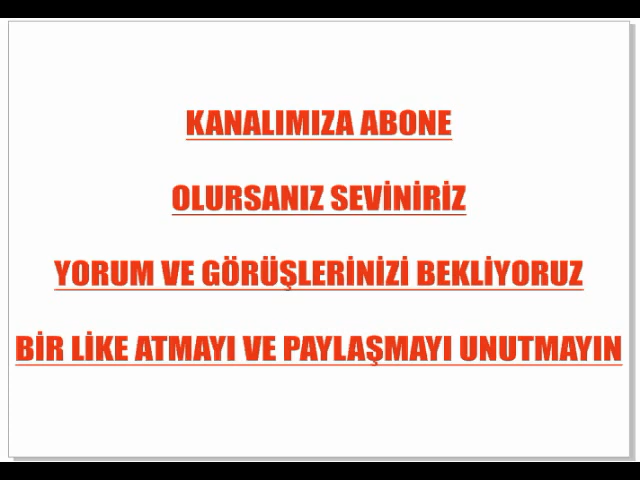 KANALIMIZA ABONE
OLURSANIZ SEVİNİRİZ
YORUM VE GÖRÜŞLERİNİZİ BEKLİYORUZ
BİR LİKE ATMAYI VE PAYLAŞMAYI UNUTMAYIN